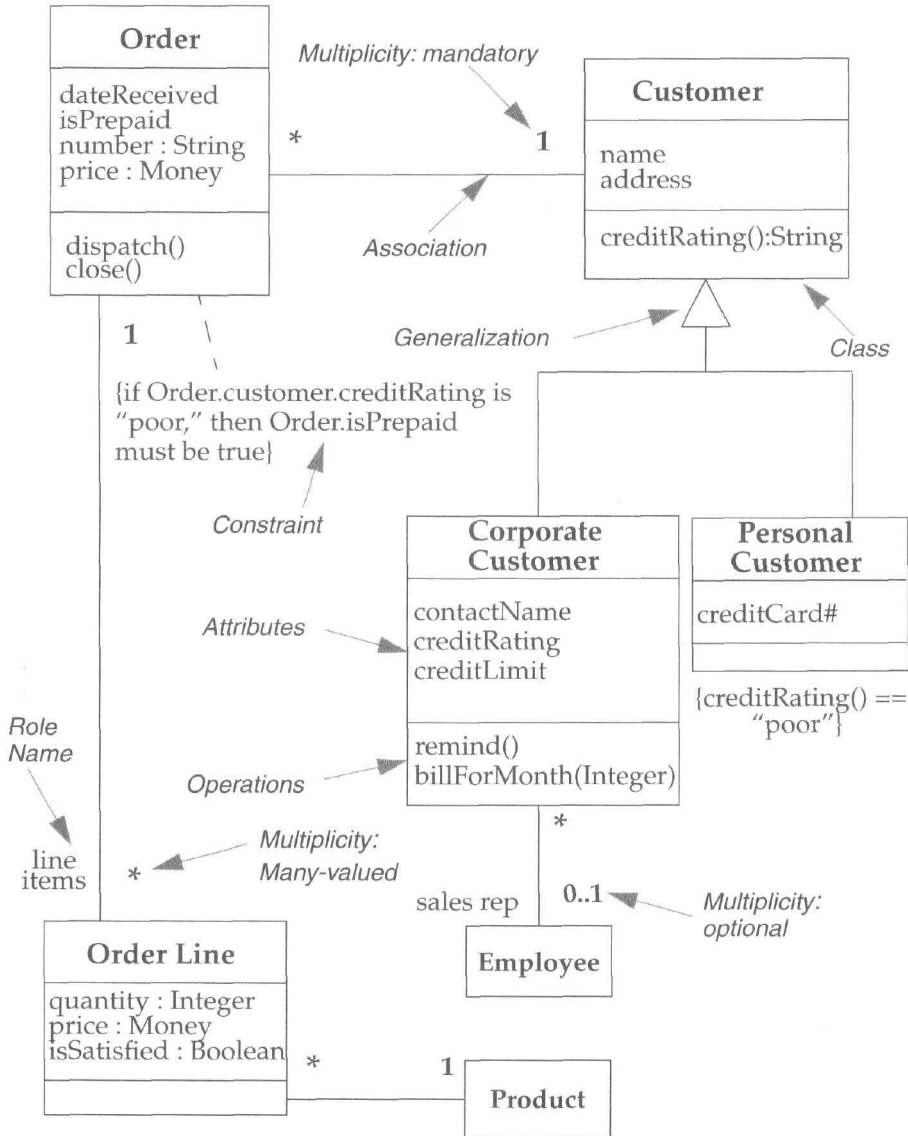 Order
dateReceived
isPrepaid
number : String
price : Money
dispatch()
close()
Multiplicity: mandatory
*
1
Association
Customer
name
address
creditRating():String
Generalization
Class
1
{if Order.customer.creditRating is
“poor,” then Order.isPrepaid
must be true}
Constraint
Corporate
Customer
contactName
creditRating
creditLimit
remind()
billForMonth(Integer)
Personal
Customer
creditCard#
{creditRating() ==
“poor”}
Attributes
Operations
Role
Name
line
items
*
Multiplicity:
Many-valued
*
sales rep
0..1
Multiplicity:
optional
Employee
Order Line
quantity : Integer
price : Money
isSatisfied : Boolean
*
1
Product